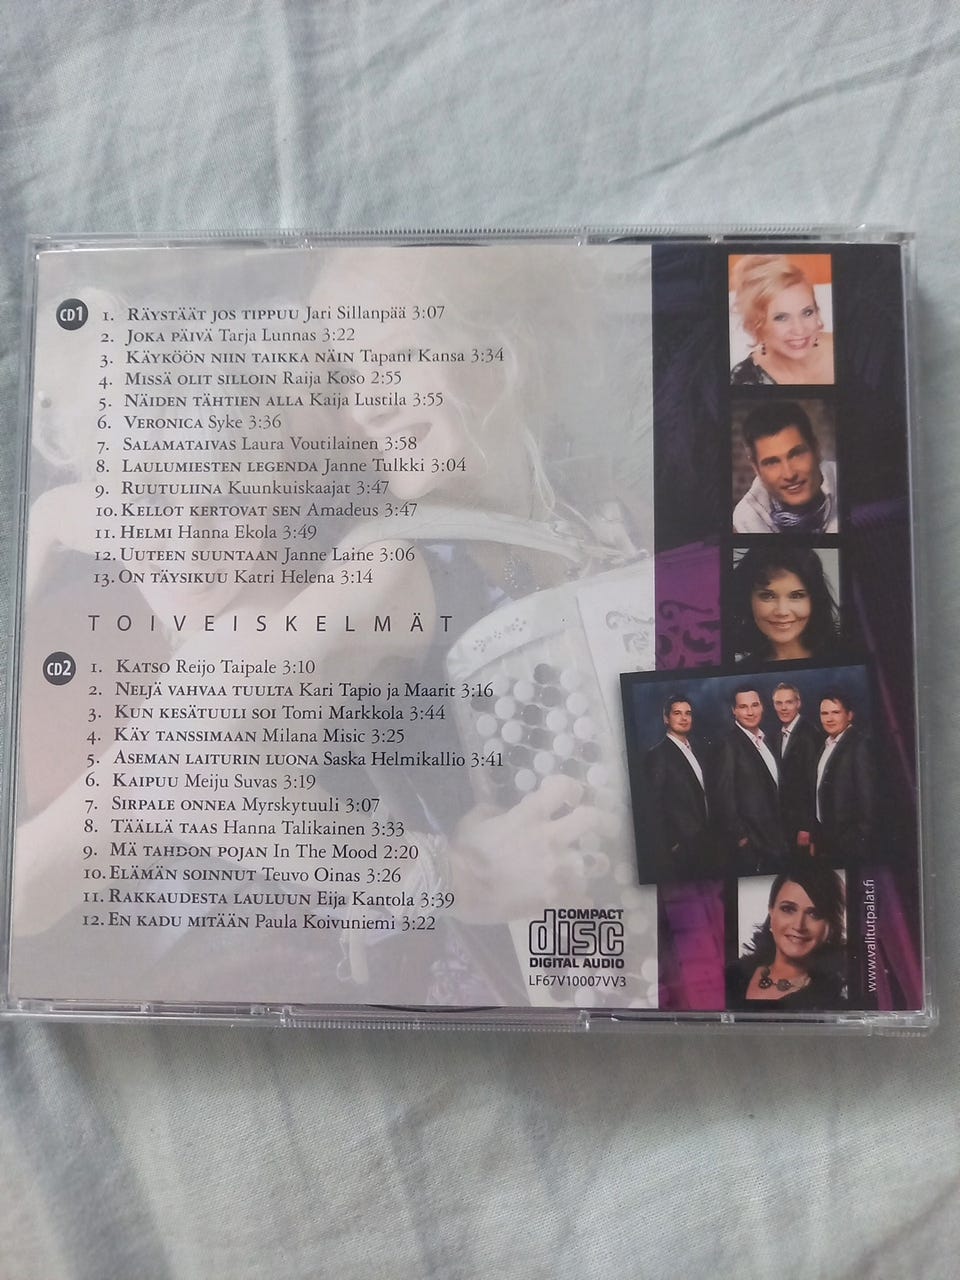 CD1
1. RÄYSTÄÄT JOS TIPPUU Jari Sillanpää 3:07
2. JOKA PÄIVÄ Tarja Lunnas 3:22
3. KÄYKÖÖN NIIN TAIKKA NÄIN Tapani Kansa 3:34
4. MISSÄ OLIT SILLOIN Raija Koso 2:55
5. NÄIDEN TÄHTIEN ALLA Kaija Lustila 3:55
6. VERONICA Syke 3:36
7. SALAMATAIVAS Laura Voutilainen 3:58
8. LAULUMIESTEN LEGENDA Janne Tulkki 3:04
9. RUUTULIINA Kuunkuiskaajat 3:47
10. KELLOT KERTOVAT SEN Amadeus 3:47
11. HELMI Hanna Ekola 3:49
12. UUTEEN SUUNTAAN Janne Laine 3:06
13. ON TÄYSIKUU Katri Helena 3:14
TOIVEISKELMÄT
CD2
1. KATSO Reijo Taipale 3:10
2. NELJÄ VAHVAA TUULTA Kari Tapio ja Maarit 3:16
3. KUN KESÄTUULI SOI Tomi Markkola 3:44
4. KÄY TANSSIMAAN Milana Misic 3:25
5. ASEMAN LAITURIN LUONA Saska Helmikallio 3:41
6. KAIPUU Meiju Suvas 3:19
7. SIRPALE ONNEA Myrskytuuli 3:07
8. TÄÄLLÄ TAAS Hanna Talikainen 3:33
9. MÄ TAHDON POJAN In The Mood 2:20
10. ELÄMÄN SOINNUT Teuvo Oinas 3:26
11. RAKKAUDESTA LAULUUN Eija Kantola 3:39
12. EN KADU MITÄÄN Paula Koivuniemi 3:22
COMPACT
disc
DIGITAL AUDIO
LF67V10007VV3
www.valitutpalat.fi